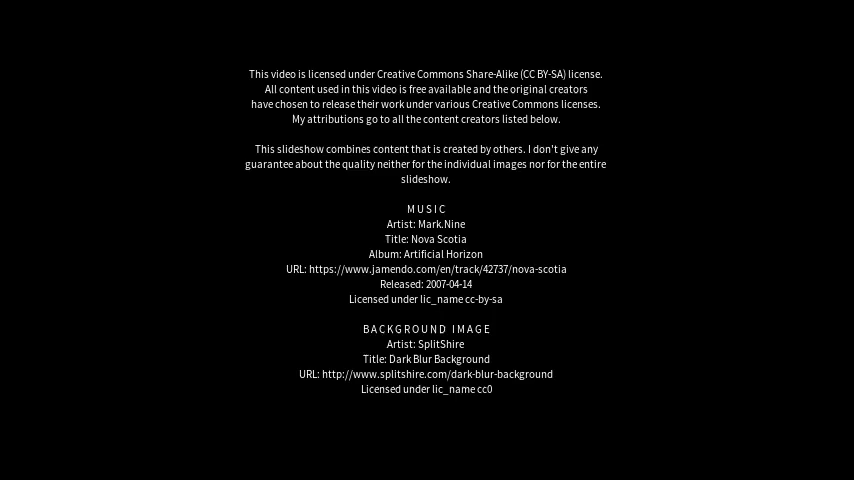 This video is licensed under Creative Commons Share-Alike (CC BY-SA) license.
All content used in this video is free available and the original creators
have chosen to release their work under various Creative Commons licenses.
My attributions go to all the content creators listed below.
This slideshow combines content that is created by others. I don't give any
guarantee about the quality neither for the individual images nor for the entire
slideshow.
MUSIC
Artist: Mark.Nine
Title: Nova Scotia
Album: Artificial Horizon
URL: https://www.jamendo.com/en/track/42737/nova-scotia
Released: 2007-04-14
Licensed under lic_name cc-by-sa
BACKGROUND IMAGE
Artist: SplitShire
Title: Dark Blur Background
URL: http://www.splitshire.com/dark-blur-background
Licensed under lic_name cc0